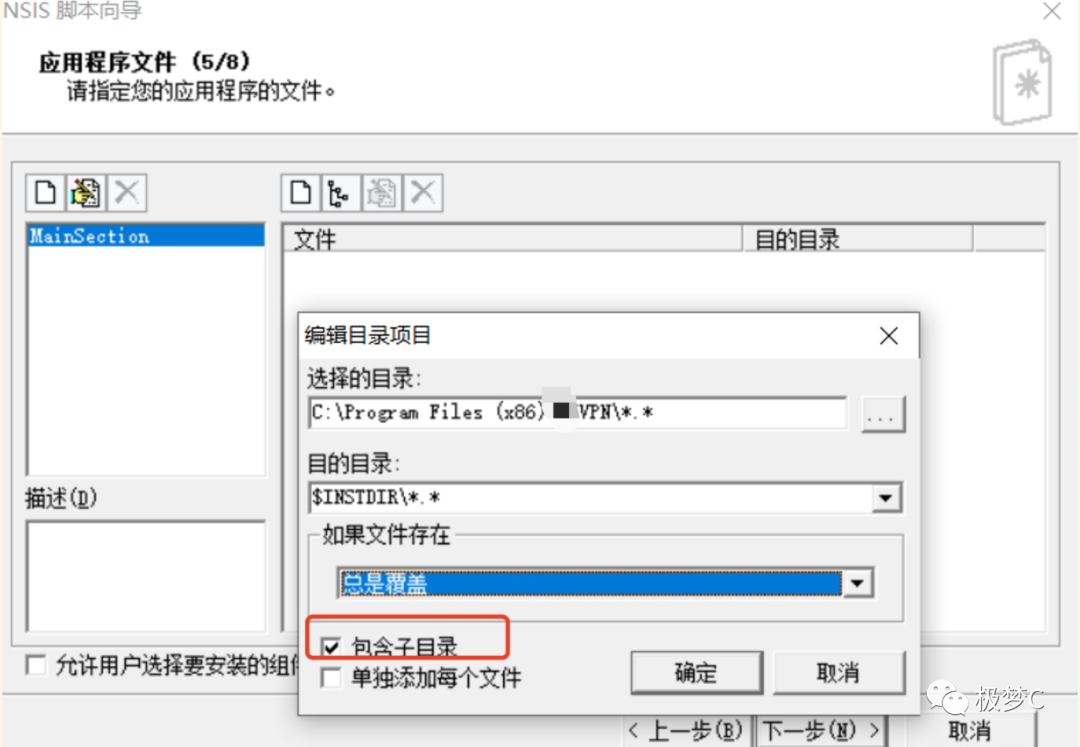 NSIS 脚本向导
应用程序文件 (5/8)
请指定您的应用程序的文件。
MainSection
文件
目的目录
编辑目录项目
选择的目录:
C:\Program Files (x86) VPN\*.*
...
目的目录:
$INSTDIR\*.*
如果文件存在
总是覆盖
包含子目录
描述(D)
单独添加每个文件
确定
取消
允许用户选择要安装的组
极梦C
< 上一步(B)
下一步(N) >
取消